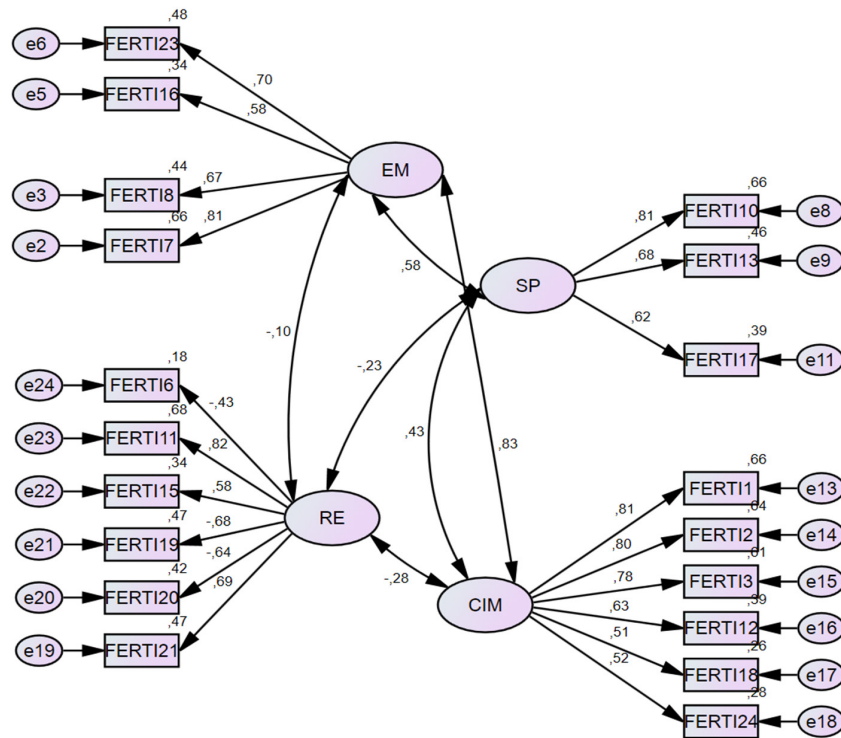 ,48
e6 FERTI23
,34
,70
e5 FERTI16
,58
,44
e3 FERTI8
,67
EM
,66
e2 FERTI7
,81
,66
FERTI10 e8
,81
,46
FERTI13 e9
,68
,58
SP
,62
,39
FERTI17 e11
-,10
-,23
,18
e24 FERTI6
-,43
,68
e23 FERTI11
,82
,34
e22 FERTI15
,58
,47
e21 FERTI19
-,68
RE
,42
e20 FERTI20
-,64
,47
e19 FERTI21
,69
,43
,83
-,28
CIM
,66
FERTI1 e13
,81
,64
FERTI2 e14
,80
,61
FERTI3 e15
,78
,39
FERTI12 e16
,63
,26
FERTI18 e17
,51
,28
FERTI24 e18
,52